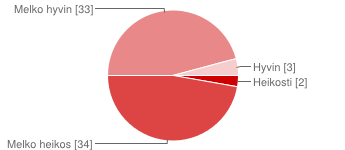 Melko hyvin [33]
Hyvin [3]
Heikosti [2]
Melko heikos [34]